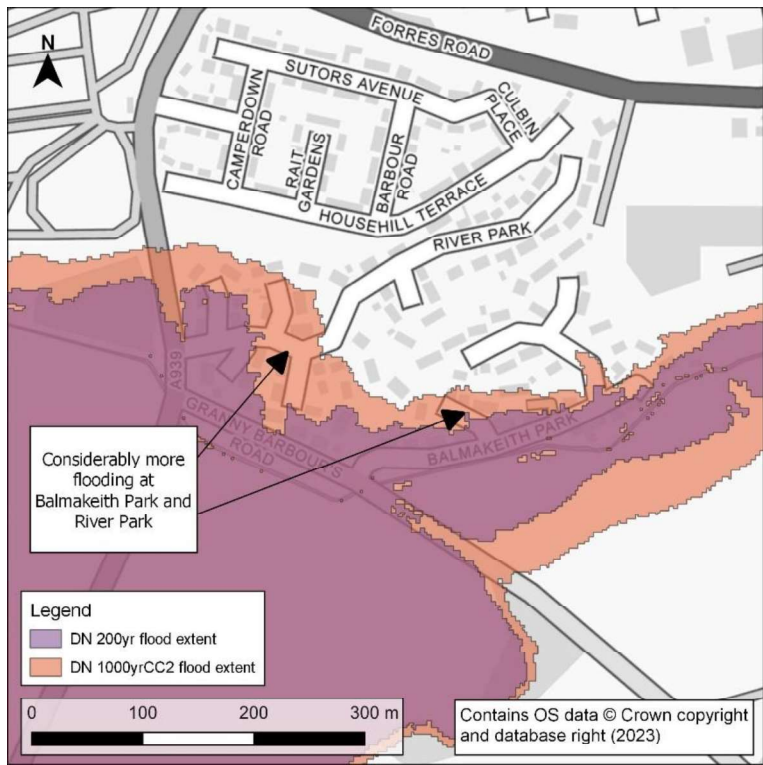 N
FORRES ROAD
SUTORS AVENUE
CULBIN
PLACE
CAMPERDOWN
ROAD
RAIT
GARDENS
BARBOUR
ROAD
HOUSEHILL TERRACE
RIVER PARK
A939
GRANNY BARBOUR'S
ROAD
BALMAKEITH PARK
Considerably more
flooding at
Balmakeith Park and
River Park
Legend
DN 200yr flood extent
DN 1000yrCC2 flood extent
0 100 200 300 m
Contains OS data © Crown copyright
and database right (2023)